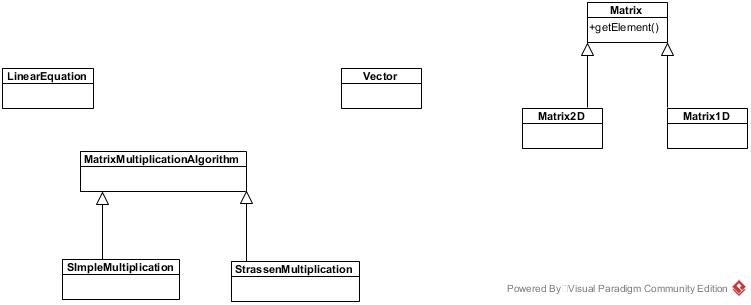 Matrix
+getElement()
LinearEquation
Vector
Matrix2D
Matrix1D
MatrixMultiplicationAlgorithm
SImpleMultiplication
StrassenMultiplication
Powered By Visual Paradigm Community Edition